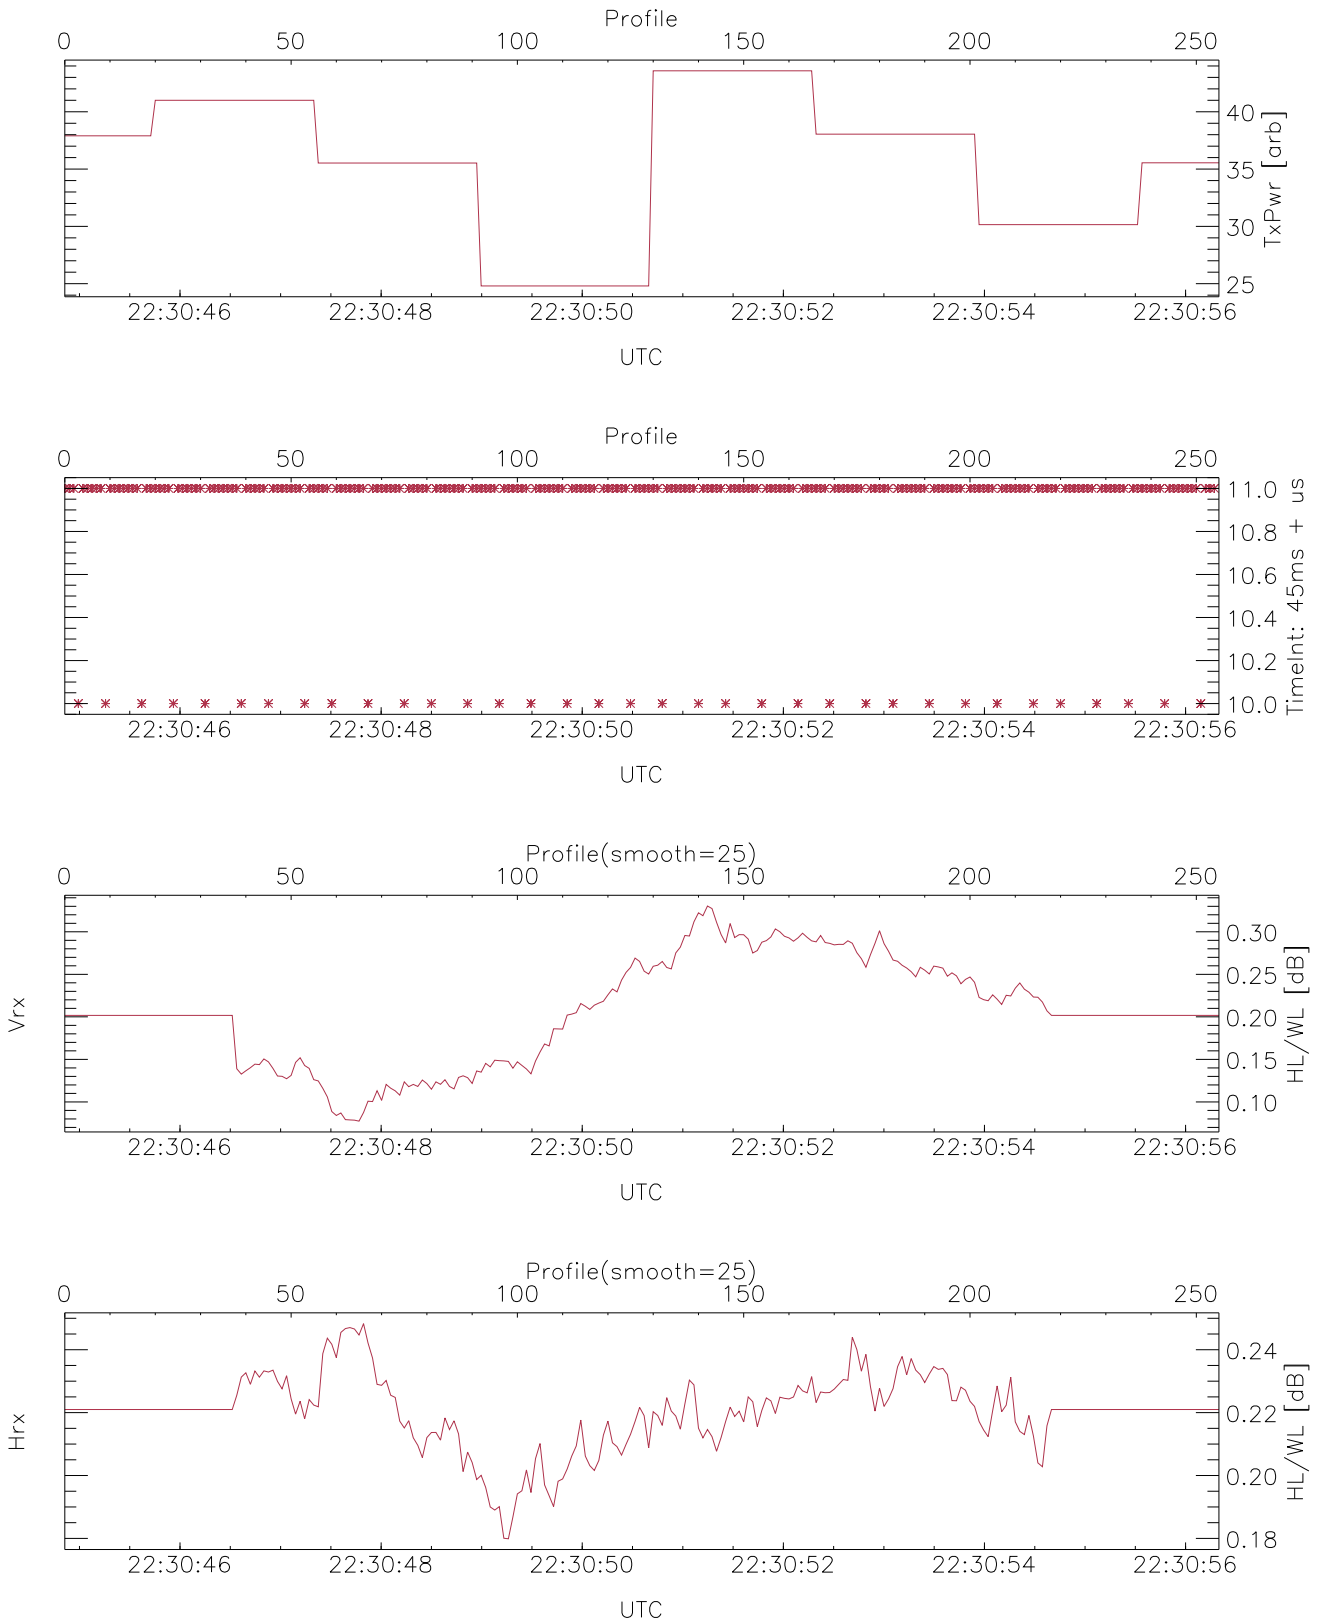 Profile
0 50 100 150 200 250
40
35
30
25
TxPwr [arb]
22:30:46 22:30:48 22:30:50 22:30:52 22:30:54 22:30:56
UTC
Profile
0 50 100 150 200 250
11.0
10.8
10.6
10.4
10.2
10.0
TimeInt: 45ms + us
22:30:46 22:30:48 22:30:50 22:30:52 22:30:54 22:30:56
UTC
Profile(smooth=25)
0 50 100 150 200 250
Vrx
0.30
0.25
0.20
0.15
0.10
HL/WL [dB]
22:30:46 22:30:48 22:30:50 22:30:52 22:30:54 22:30:56
UTC
Profile(smooth=25)
0 50 100 150 200 250
Hrx
0.24
0.22
0.20
0.18
HL/WL [dB]
22:30:46 22:30:48 22:30:50 22:30:52 22:30:54 22:30:56
UTC